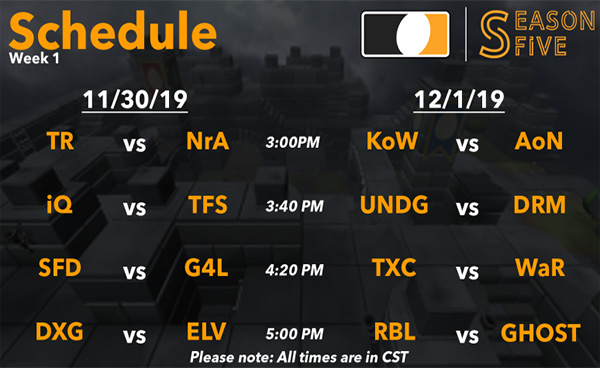 Schedule
Week 1
SEASON
FiVE
11/30/19
12/1/19
TR vs NrA 3:00PM KoW vs AoN
iQ vs TFS 3:40 PM UNDG vs DRM
SFD vs G4L 4:20 PM TXC vs WaR
DXG vs ELV 5:00 PM RBL vs GHOST
Please note: All times are in CST